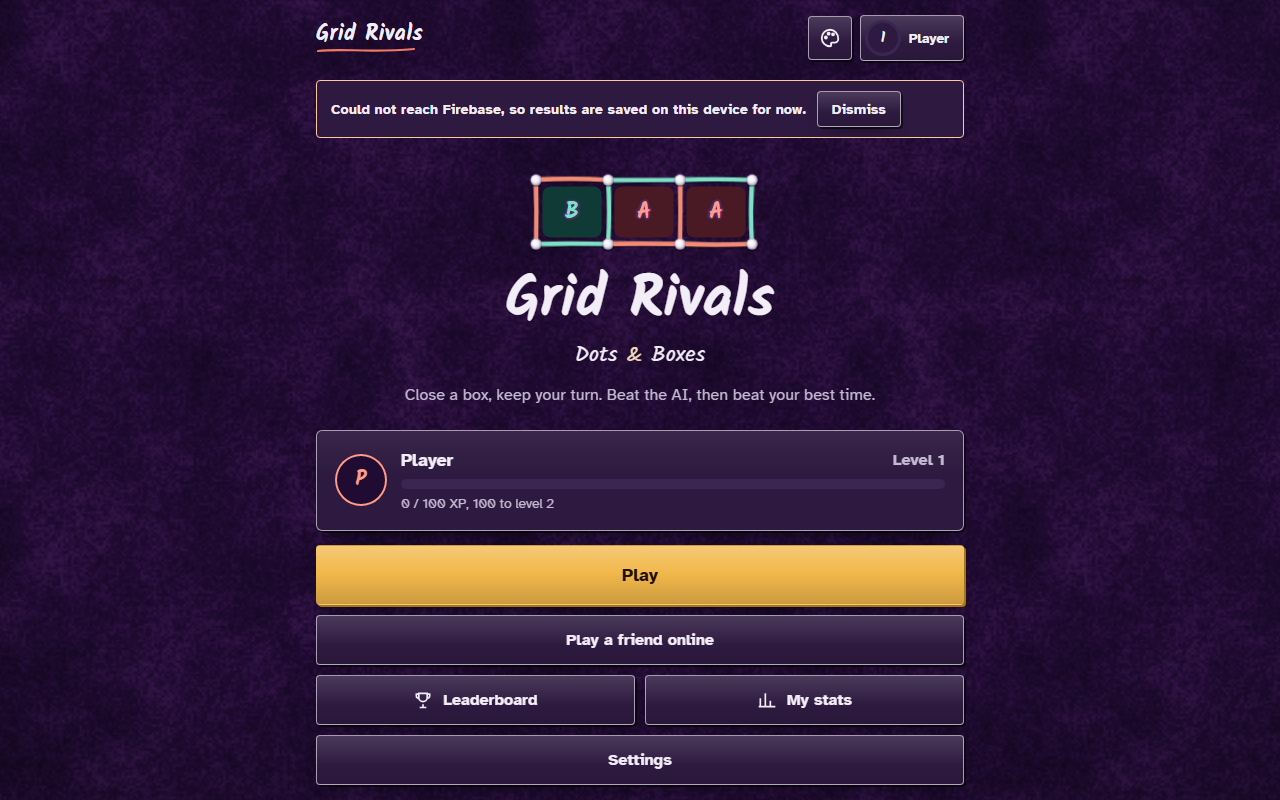 Grid Rivals
1 Player
Could not reach Firebase, so results are saved on this device for now. Dismiss
B A A
Grid Rivals
Dots & Boxes
Close a box, keep your turn. Beat the AI, then beat your best time.
P
Player Level 1
0 / 100 XP, 100 to level 2
Play
Play a friend online
Leaderboard My stats
Settings